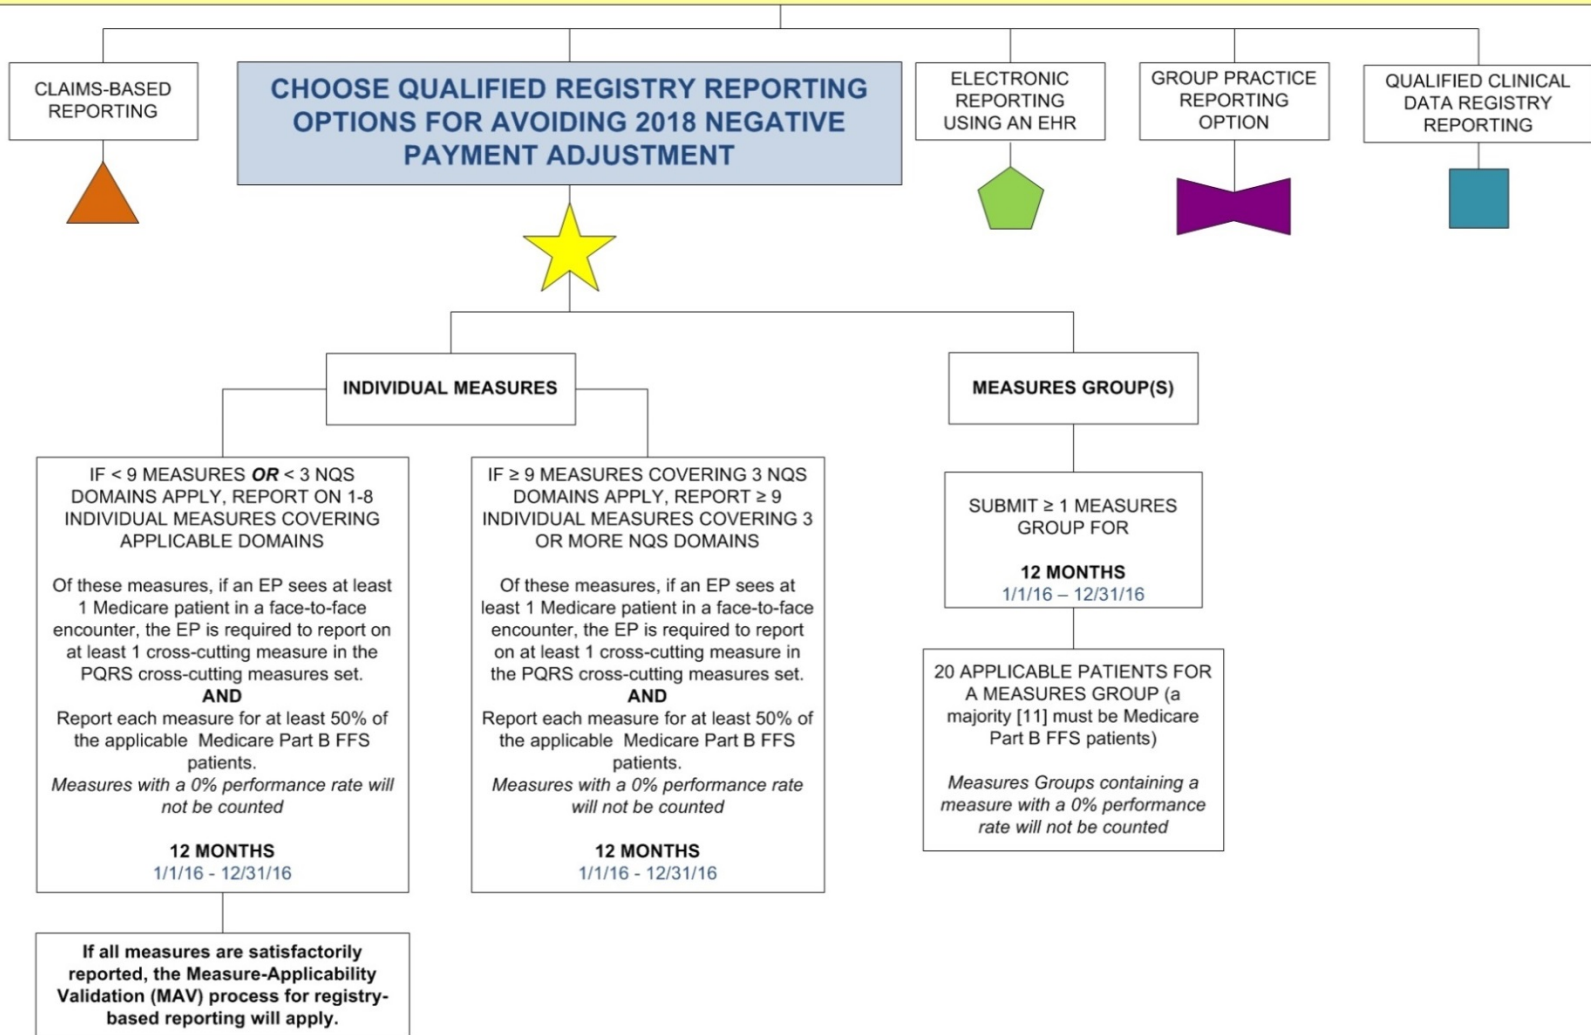 CLAIMS-BASED
REPORTING
CHOOSE QUALIFIED REGISTRY REPORTING
OPTIONS FOR AVOIDING 2018 NEGATIVE
PAYMENT ADJUSTMENT
ELECTRONIC
REPORTING
USING AN EHR
GROUP PRACTICE
REPORTING
OPTION
QUALIFIED CLINICAL
DATA REGISTRY
REPORTING
INDIVIDUAL MEASURES
MEASURES GROUP(S)
IF < 9 MEASURES OR < 3 NQS
DOMAINS APPLY, REPORT ON 1-8
INDIVIDUAL MEASURES COVERING
APPLICABLE DOMAINS
Of these measures, if an EP sees at least
1 Medicare patient in a face-to-face
encounter, the EP is required to report on
at least 1 cross-cutting measure in the
PQRS cross-cutting measures set.
AND
Report each measure for at least 50% of
the applicable Medicare Part B FFS
patients.
Measures with a 0% performance rate will
not be counted
12 MONTHS
1/1/16 - 12/31/16
IF ≥ 9 MEASURES COVERING 3 NQS
DOMAINS APPLY, REPORT ≥ 9
INDIVIDUAL MEASURES COVERING 3
OR MORE NQS DOMAINS
Of these measures, if an EP sees at
least 1 Medicare patient in a face-to-face
encounter, the EP is required to report
on at least 1 cross-cutting measure in
the PQRS cross-cutting measures set.
AND
Report each measure for at least 50% of
the applicable Medicare Part B FFS
patients.
Measures with a 0% performance rate
will not be counted
12 MONTHS
1/1/16 - 12/31/16
SUBMIT ≥ 1 MEASURES
GROUP FOR
12 MONTHS
1/1/16 – 12/31/16
20 APPLICABLE PATIENTS FOR
A MEASURES GROUP (a
majority [11] must be Medicare
Part B FFS patients)
Measures Groups containing a
measure with a 0% performance
rate will not be counted
If all measures are satisfactorily
reported, the Measure-Applicability
Validation (MAV) process for registry-
based reporting will apply.